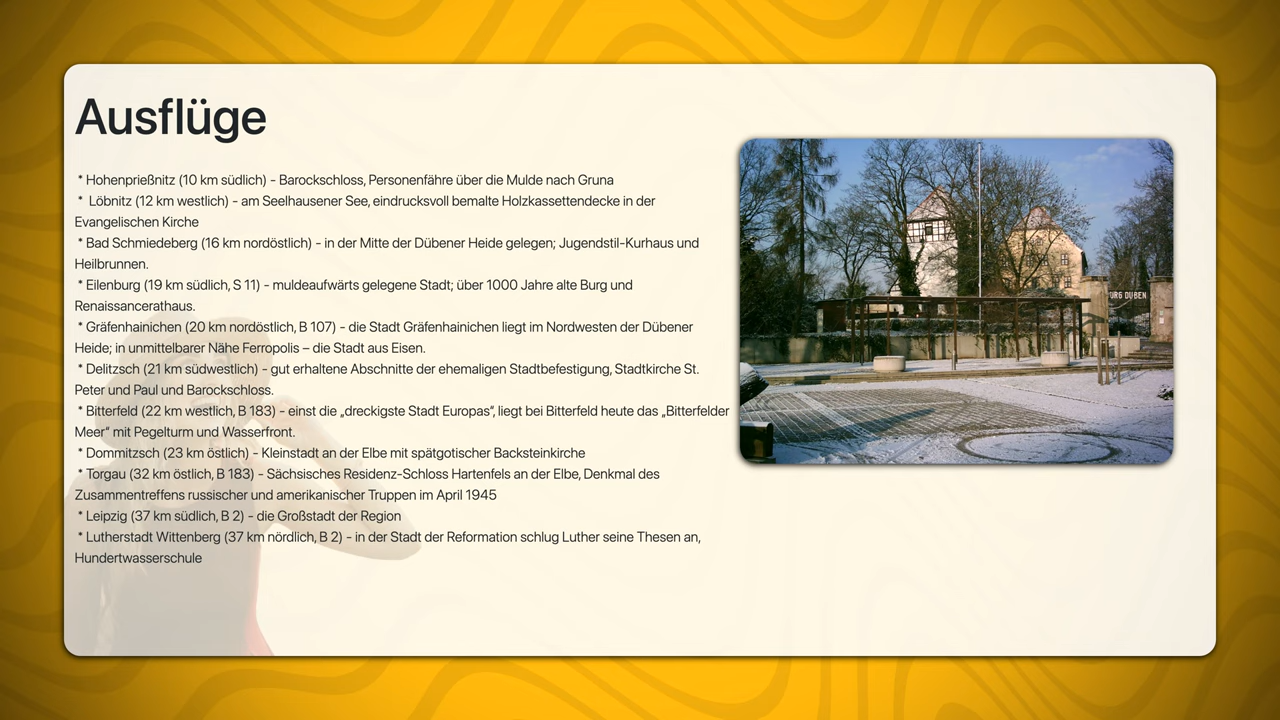 Ausflüge
* Hohenprießnitz (10 km südlich) - Barockschloss, Personenfähre über die Mulde nach Gruna
* Löbnitz (12 km westlich) - am Seelhausener See, eindrucksvoll bemalte Holzkassettendecke in der
Evangelischen Kirche
* Bad Schmiedeberg (16 km nordöstlich) - in der Mitte der Dübener Heide gelegen; Jugendstil-Kurhaus und
Heilbrunnen.
* Eilenburg (19 km südlich, S 11) - muldeaufwärts gelegene Stadt; über 1000 Jahre alte Burg und
Renaissancerathaus.
* Gräfenhainichen (20 km nordöstlich, B 107) - die Stadt Gräfenhainichen liegt im Nordwesten der Dübener
Heide; in unmittelbarer Nähe Ferropolis – die Stadt aus Eisen.
* Delitzsch (21 km südwestlich) - gut erhaltene Abschnitte der ehemaligen Stadtbefestigung, Stadtkirche St.
Peter und Paul und Barockschloss.
* Bitterfeld (22 km westlich, B 183) - einst die „dreckigste Stadt Europas“, liegt bei Bitterfeld heute das „Bitterfelder
Meer“ mit Pegelturm und Wasserfront.
* Dommitzsch (23 km östlich) - Kleinstadt an der Elbe mit spätgotischer Backsteinkirche
* Torgau (32 km östlich, B 183) - Sächsisches Residenz-Schloss Hartenfels an der Elbe, Denkmal des
Zusammentreffens russischer und amerikanischer Truppen im April 1945
* Leipzig (37 km südlich, B 2) - die Großstadt der Region
* Lutherstadt Wittenberg (37 km nördlich, B 2) - in der Stadt der Reformation schlug Luther seine Thesen an,
Hundertwasserschule
URG DÜBEN